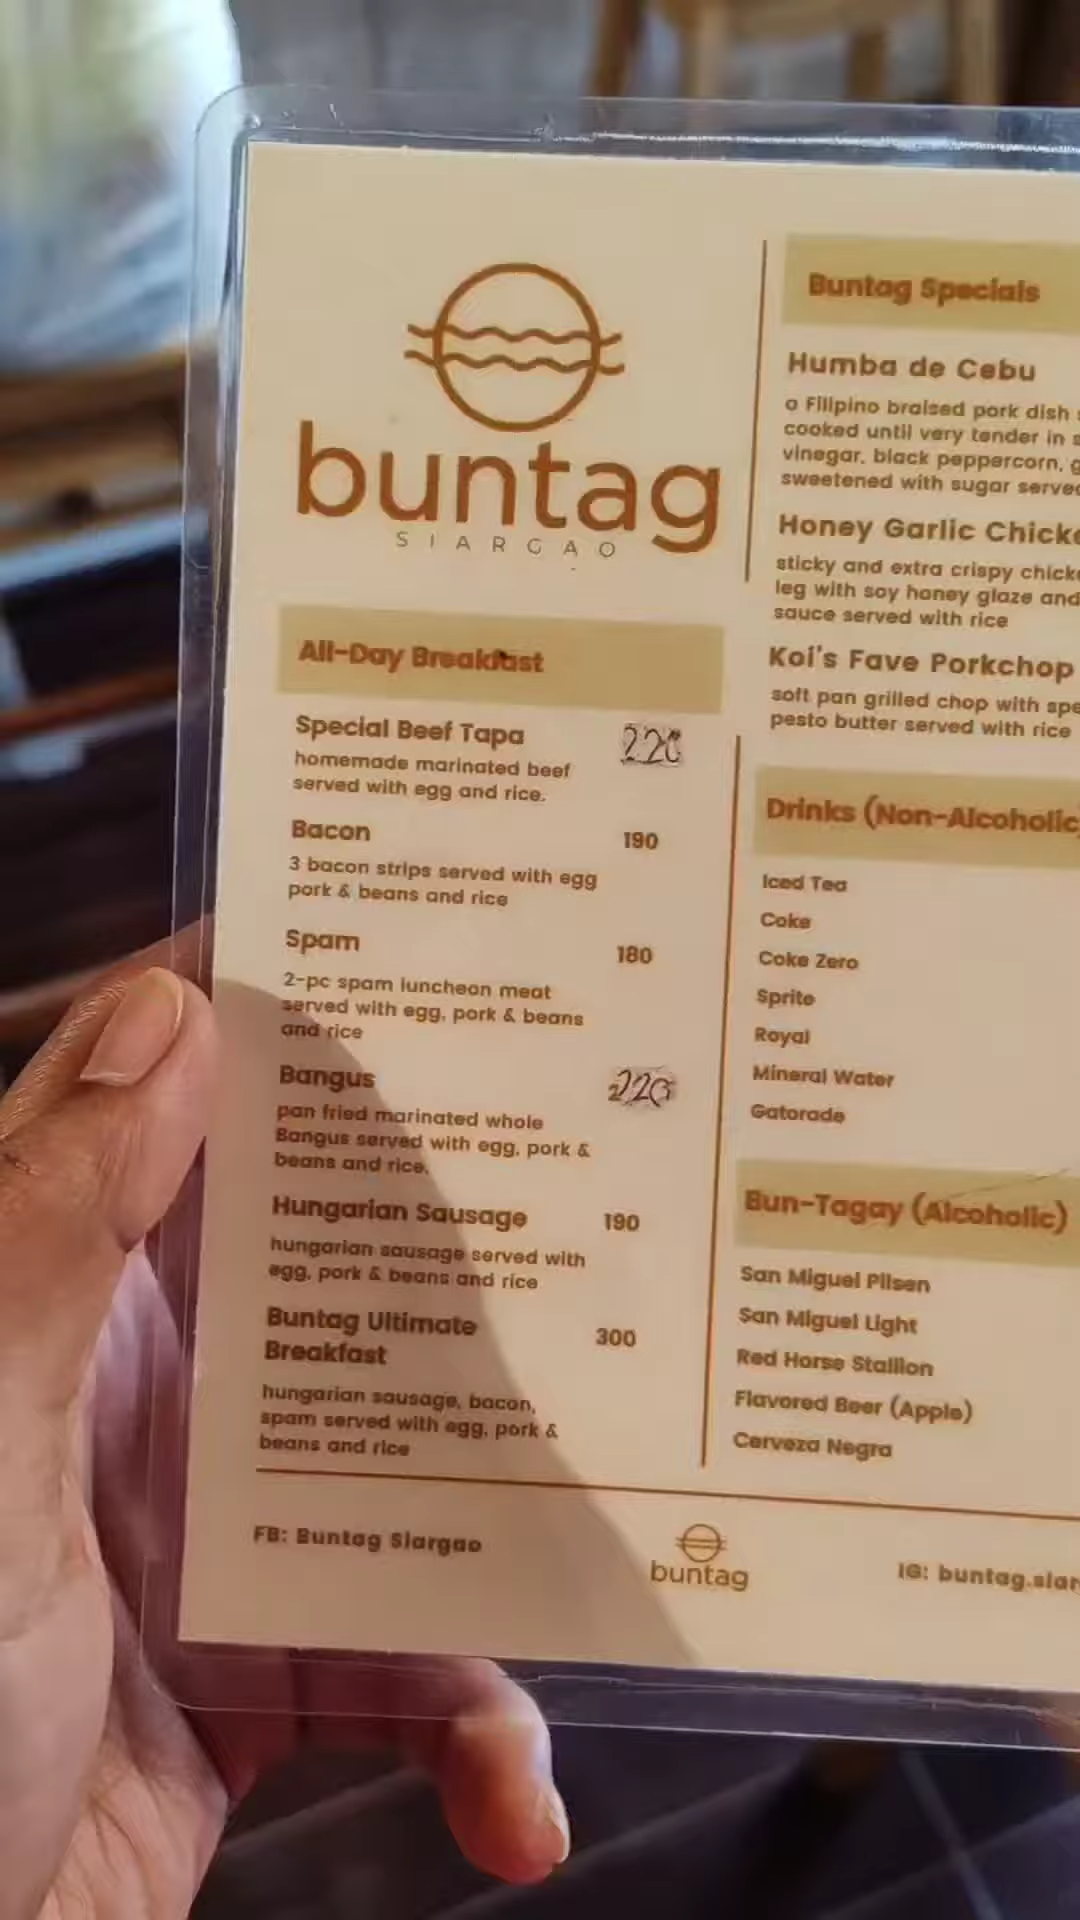 buntag
SIARGAO
All-Day Breakfast
Special Beef Tapa 220
homemade marinated beef
served with egg and rice.
Bacon 190
3 bacon strips served with egg
pork & beans and rice
Spam 180
2-pc spam luncheon meat
served with egg, pork & beans
and rice
Bangus 220
pan fried marinated whole
Bangus served with egg, pork &
beans and rice.
Hungarian Sausage 190
hungarian sausage served with
egg, pork & beans and rice
Buntag Ultimate
Breakfast 300
hungarian sausage, bacon,
spam served with egg, pork &
beans and rice
Buntag Specials
Humba de Cebu
a Filipino braised pork dish
cooked until very tender in
vinegar, black peppercorn,
sweetened with sugar
Honey Garlic
sticky and extra crispy
leg with soy honey glaze and
sauce served with rice
Koi's Fave Porkchop
soft pan grilled chop with
pesto butter served with rice
Drinks (Non-Alcoholic)
Iced Tea
Coke
Coke Zero
Sprite
Royal
Mineral Water
Gatorade
Bun-Tagay (Alcoholic)
San Miguel Pilsen
San Miguel Light
Red Horse Stallion
Flavored Beer (Apple)
Cerveza Negra
FB: Buntag Siargao
buntag
IG: